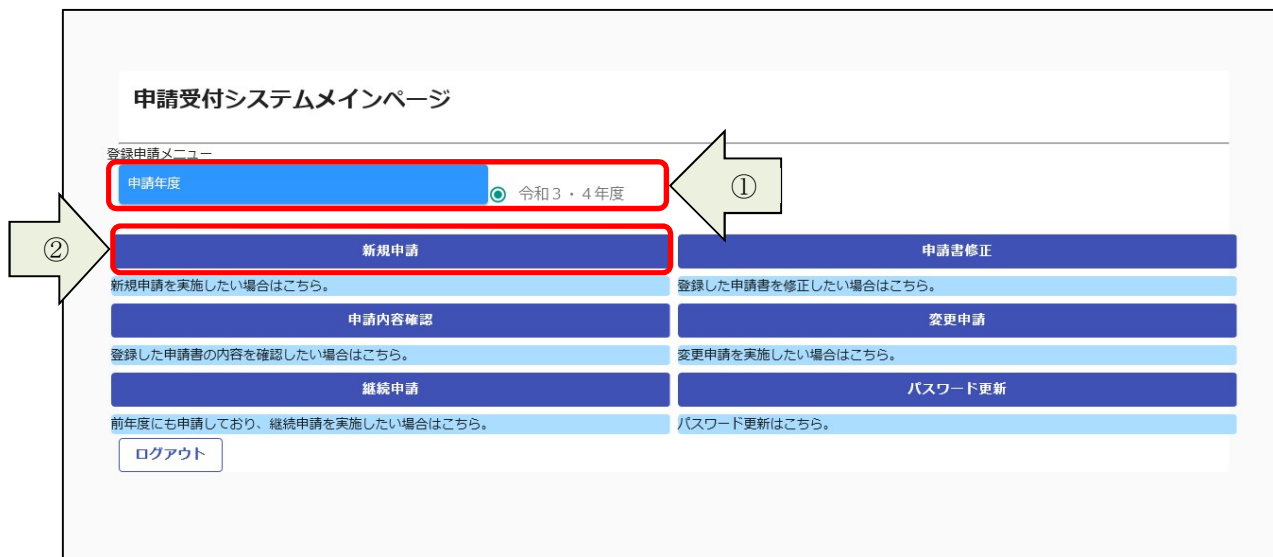 申請受付システムメインページ
登録申請メニュー
申請年度
令和3・4年度
①
②
新規申請
申請書修正
新規申請を実施したい場合はこちら。
登録した申請書を修正したい場合はこちら。
申請内容確認
変更申請
登録した申請書の内容を確認したい場合はこちら。
変更申請を実施したい場合はこちら。
継続申請
パスワード更新
前年度にも申請しており、継続申請を実施したい場合はこちら。
パスワード更新はこちら。
ログアウト